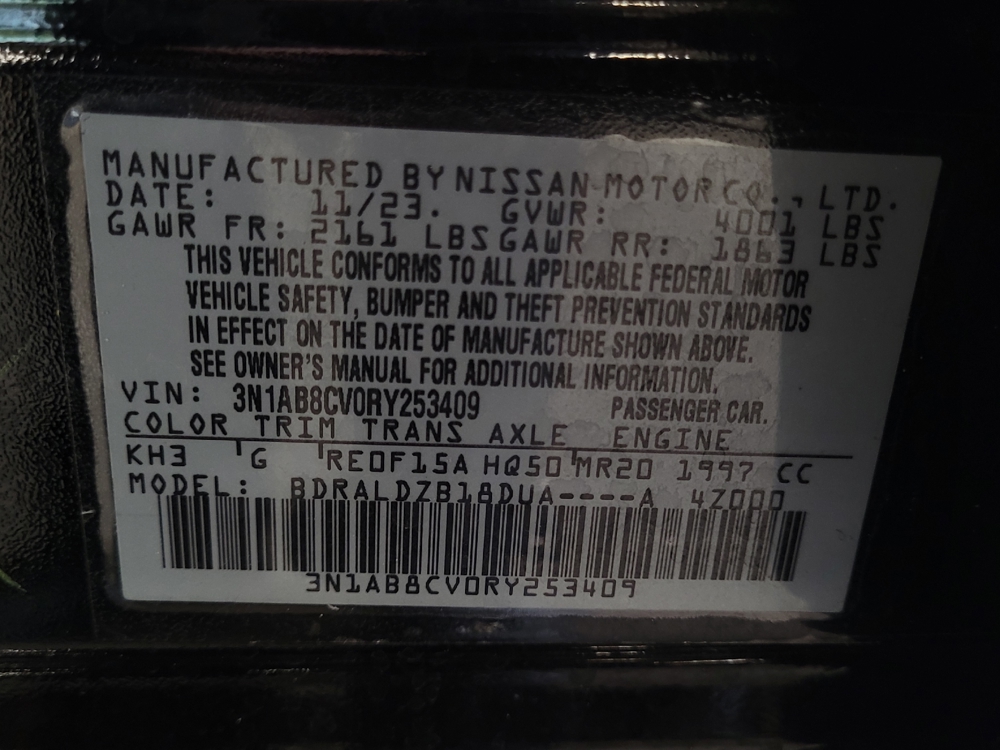 MANUFACTURED BY NISSAN MOTOR CO., LTD.
DATE: 11/23. GVWR: 4001 LBS
GAWR FR: 2161 LBS GAWR RR: 1863 LBS
THIS VEHICLE CONFORMS TO ALL APPLICABLE FEDERAL MOTOR
VEHICLE SAFETY, BUMPER AND THEFT PREVENTION STANDARDS
IN EFFECT ON THE DATE OF MANUFACTURE SHOWN ABOVE.
SEE OWNER'S MANUAL FOR ADDITIONAL INFORMATION.
VIN: 3N1AB8CV0RY253409 PASSENGER CAR.
COLOR TRIM TRANS AXLE ENGINE
KH3 G RE0F15A HQ50 MR20 1997 CC
MODEL: BDRALDZB18DUA----A 4Z000
3N1AB8CV0RY253409